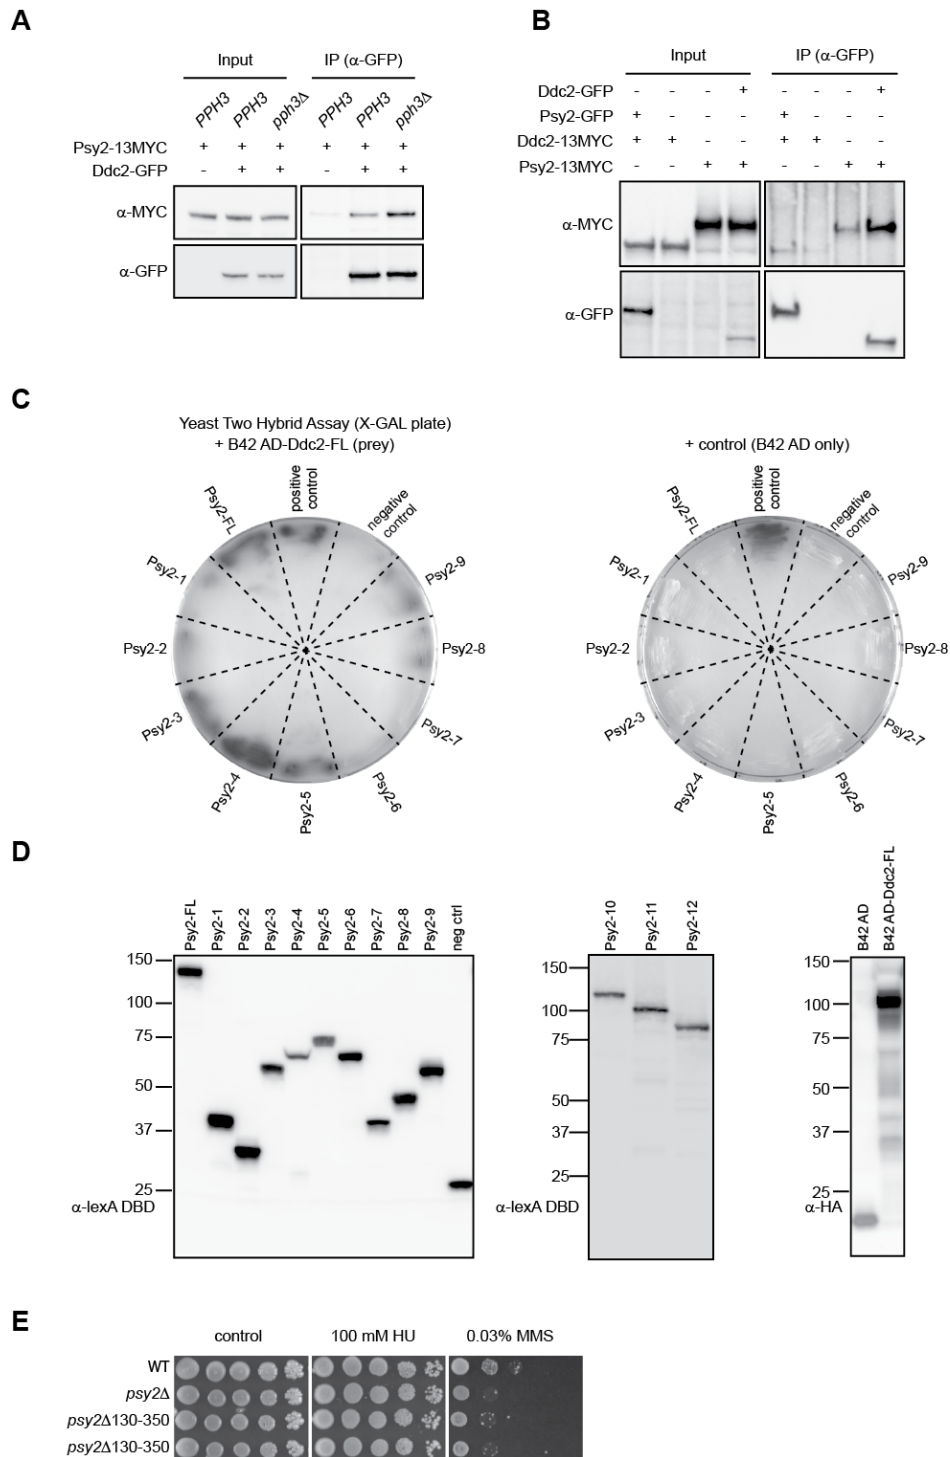 A
Input IP (α-GFP)
PPH3 PPH3 pph3Δ PPH3 PPH3 pph3Δ
Psy2-13MYC + + + + + +
Ddc2-GFP - + + - + +
α-MYC
α-GFP
B
Input IP (α-GFP)
Ddc2-GFP - - - + - - - +
Psy2-GFP + - - - + - - -
Ddc2-13MYC + + - - + + - -
Psy2-13MYC - - + + - - + +
α-MYC
α-GFP
C
Yeast Two Hybrid Assay (X-GAL plate)
+ B42 AD-Ddc2-FL (prey)
positive control
negative control
Psy2-9
Psy2-8
Psy2-7
Psy2-6
Psy2-5
Psy2-4
Psy2-3
Psy2-2
Psy2-1
Psy2-FL
+ control (B42 AD only)
positive control
negative control
Psy2-9
Psy2-8
Psy2-7
Psy2-6
Psy2-5
Psy2-4
Psy2-3
Psy2-2
Psy2-1
Psy2-FL
D
Psy2-FL Psy2-1 Psy2-2 Psy2-3 Psy2-4 Psy2-5 Psy2-6 Psy2-7 Psy2-8 Psy2-9 neg ctrl
150
100
75
50
37
25
α-lexA DBD
Psy2-10 Psy2-11 Psy2-12
150
100
75
50
37
25
α-lexA DBD
B42 AD B42 AD-Ddc2-FL
150
100
75
50
37
25
α-HA
E
control 100 mM HU 0.03% MMS
WT
psy2Δ
psy2Δ130-350
psy2Δ130-350